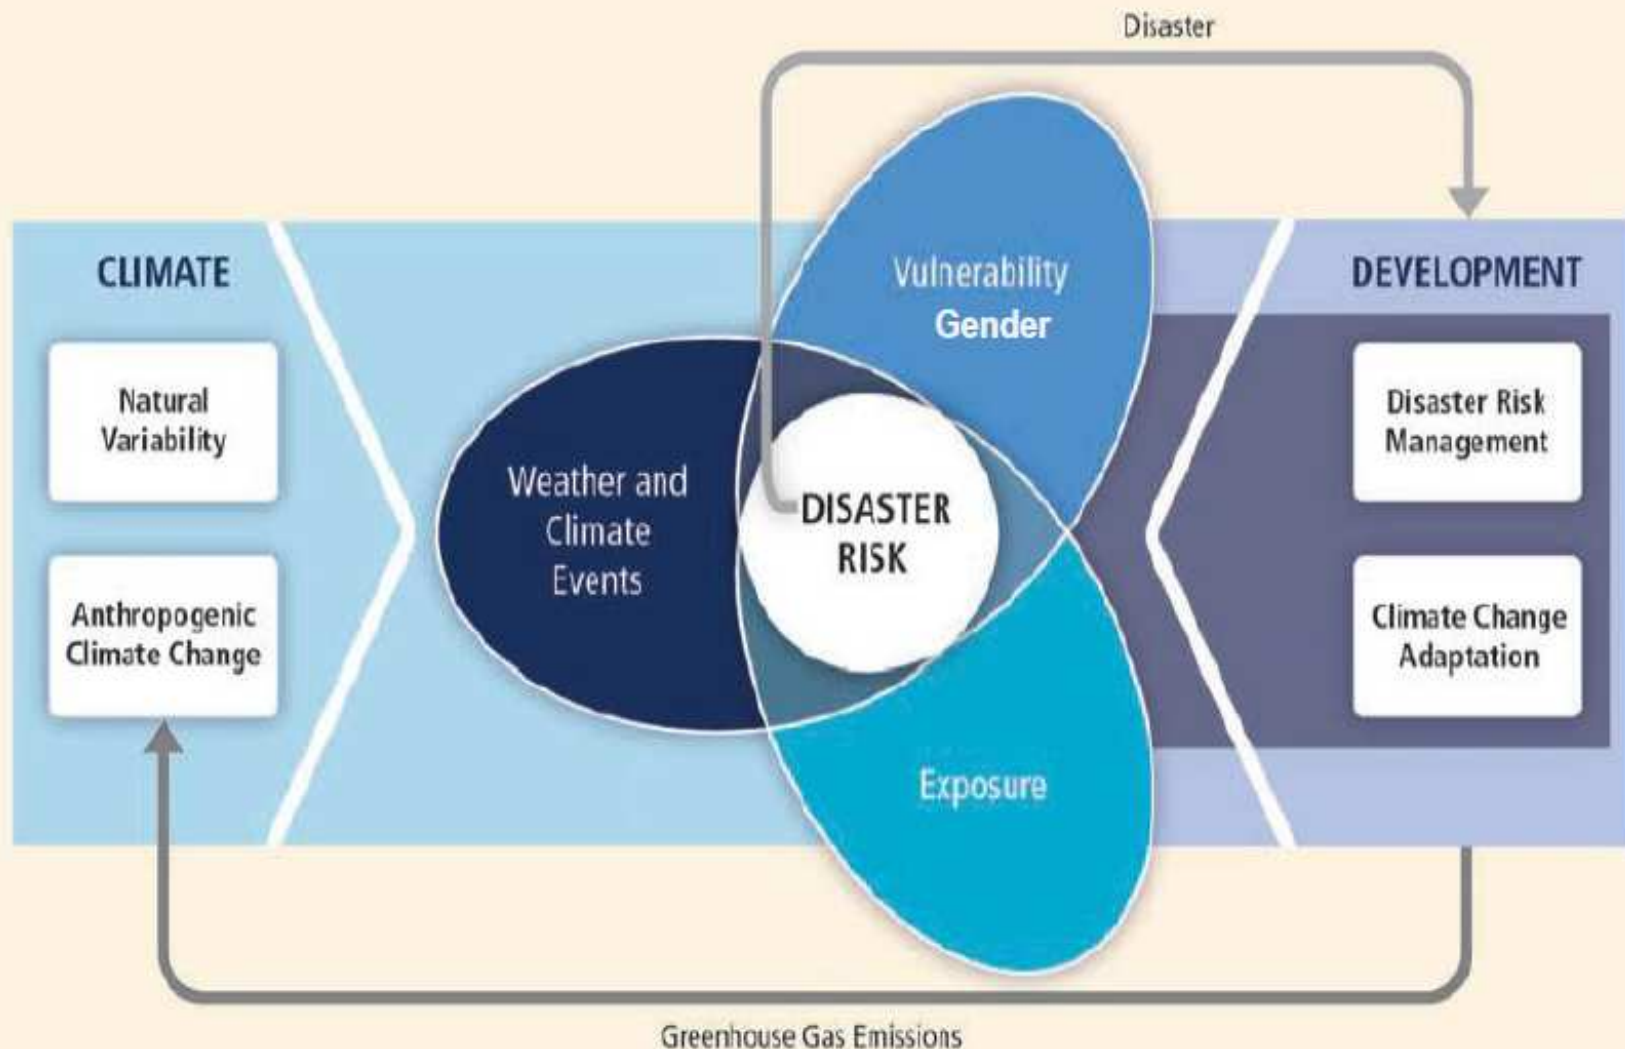 Disaster
CLIMATE
Natural
Variability
Anthropogenic
Climate Change
Weather and
Climate
Events
Vulnerability
Gender
DISASTER
RISK
Exposure
DEVELOPMENT
Disaster Risk
Management
Climate Change
Adaptation
Greenhouse Gas Emissions